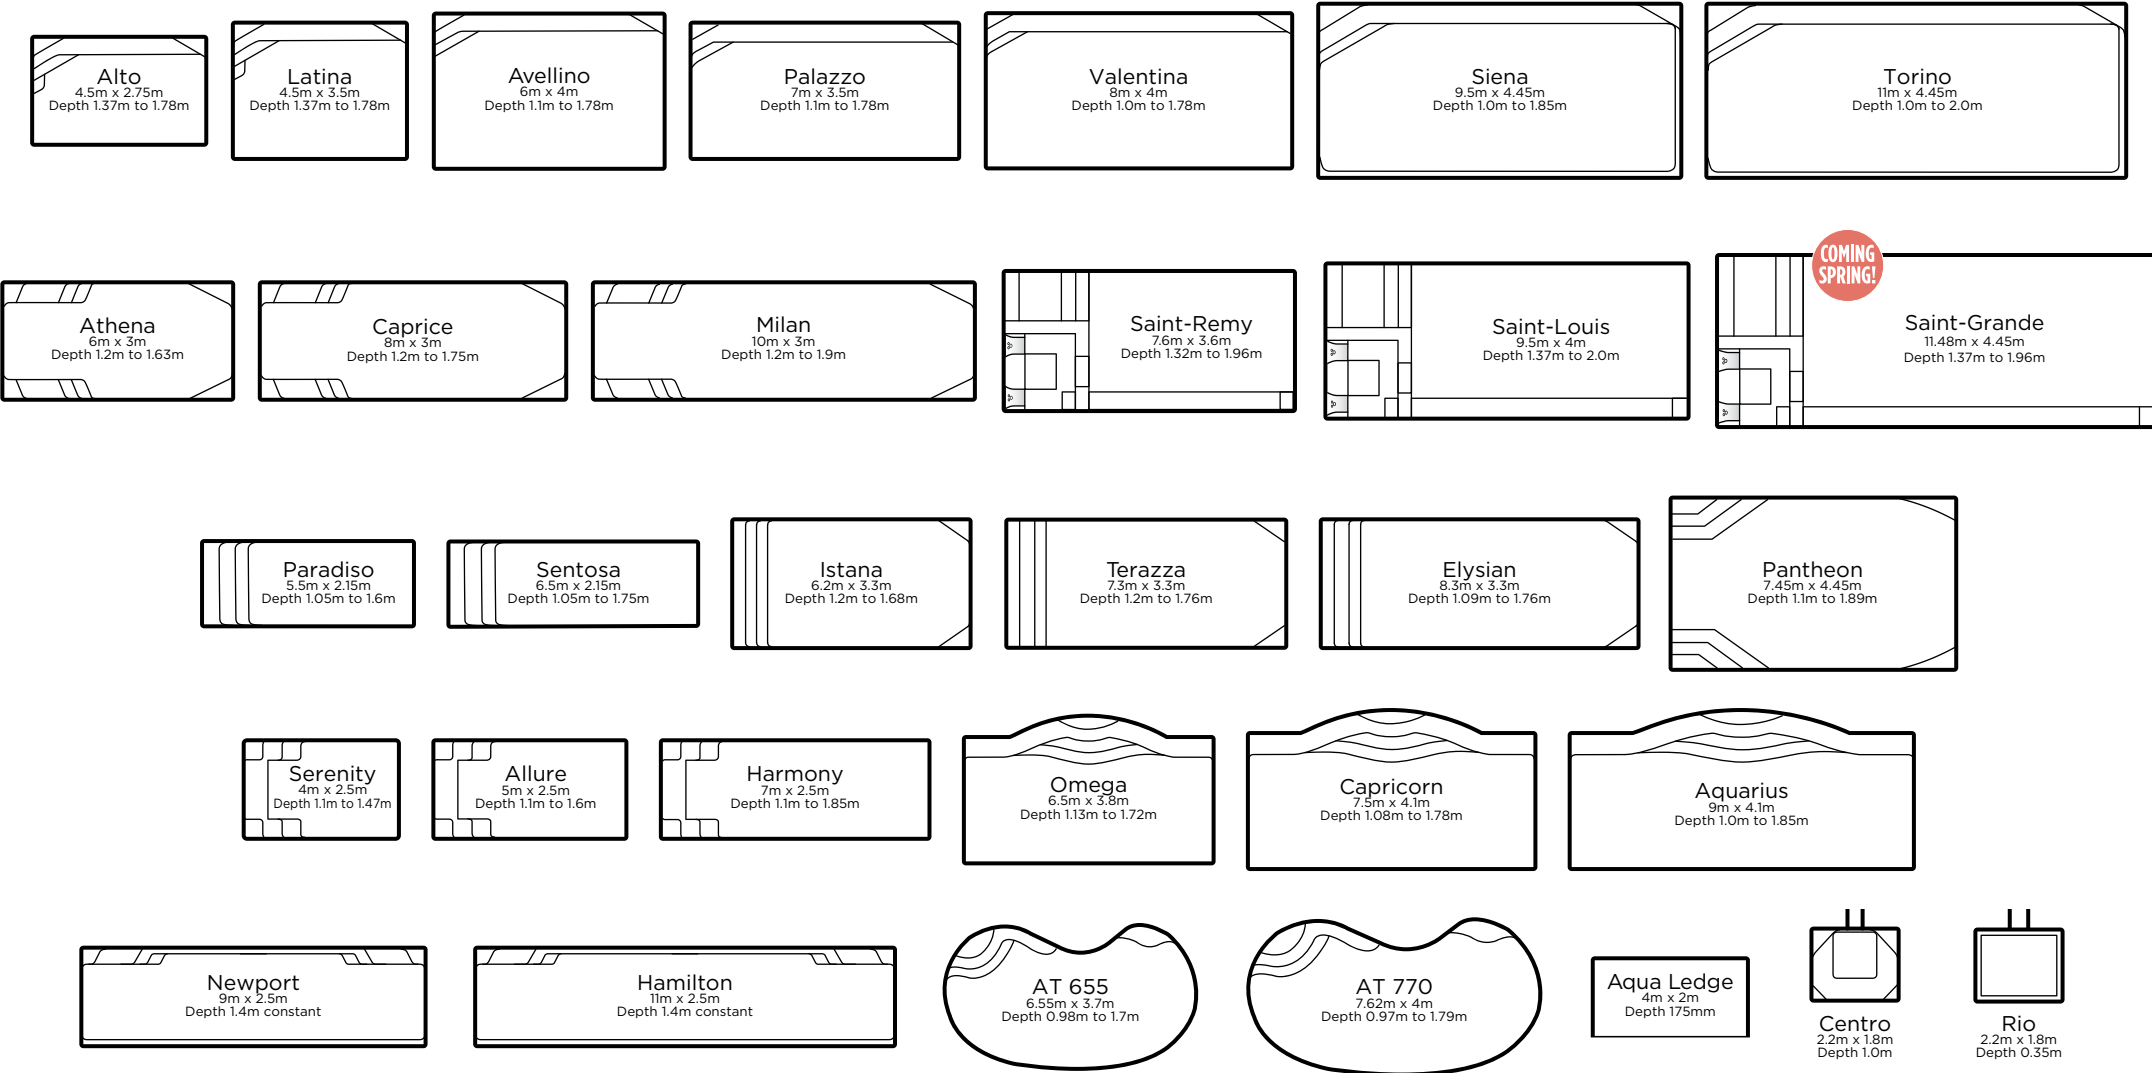 Alto
4.5m x 2.75m
Depth 1.37m to 1.78m
Latina
4.5m x 3.5m
Depth 1.37m to 1.78m
Avellino
6m x 4m
Depth 1.1m to 1.78m
Palazzo
7m x 3.5m
Depth 1.1m to 1.78m
Valentina
8m x 4m
Depth 1.0m to 1.78m
Siena
9.5m x 4.45m
Depth 1.0m to 1.85m
Torino
11m x 4.45m
Depth 1.0m to 2.0m
Athena
6m x 3m
Depth 1.2m to 1.63m
Caprice
8m x 3m
Depth 1.2m to 1.75m
Milan
10m x 3m
Depth 1.2m to 1.9m
Saint-Remy
7.6m x 3.6m
Depth 1.32m to 1.96m
Saint-Louis
9.5m x 4m
Depth 1.37m to 2.0m
COMING
SPRING!
Saint-Grande
11.48m x 4.45m
Depth 1.37m to 1.96m
Paradiso
5.5m x 2.15m
Depth 1.05m to 1.6m
Sentosa
6.5m x 2.15m
Depth 1.05m to 1.75m
Istana
6.2m x 3.3m
Depth 1.2m to 1.68m
Terazza
7.3m x 3.3m
Depth 1.2m to 1.76m
Elysian
8.3m x 3.3m
Depth 1.09m to 1.76m
Pantheon
7.45m x 4.45m
Depth 1.1m to 1.89m
Serenity
4m x 2.5m
Depth 1.1m to 1.47m
Allure
5m x 2.5m
Depth 1.1m to 1.6m
Harmony
7m x 2.5m
Depth 1.1m to 1.85m
Omega
6.5m x 3.8m
Depth 1.13m to 1.72m
Capricorn
7.5m x 4.1m
Depth 1.08m to 1.78m
Aquarius
9m x 4.1m
Depth 1.0m to 1.85m
Newport
9m x 2.5m
Depth 1.4m constant
Hamilton
11m x 2.5m
Depth 1.4m constant
AT 655
6.55m x 3.7m
Depth 0.98m to 1.7m
AT 770
7.62m x 4m
Depth 0.97m to 1.79m
Aqua Ledge
4m x 2m
Depth 175mm
Centro
2.2m x 1.8m
Depth 1.0m
Rio
2.2m x 1.8m
Depth 0.35m